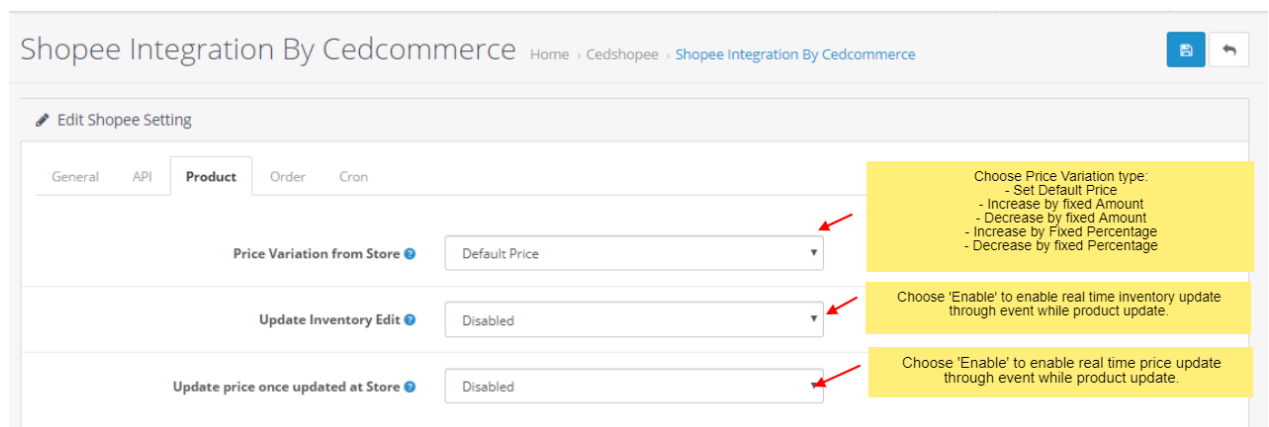 Shopee Integration By Cedcommerce Home › Cedshopee › Shopee Integration By Cedcommerce
Edit Shopee Setting
General API Product Order Cron
Choose Price Variation type:
- Set Default Price
- Increase by fixed Amount
- Decrease by fixed Amount
- Increase by Fixed Percentage
- Decrease by fixed Percentage
Price Variation from Store ? Default Price
Choose 'Enable' to enable real time inventory update
through event while product update.
Update Inventory Edit ? Disabled
Choose 'Enable' to enable real time price update
through event while product update.
Update price once updated at Store ? Disabled